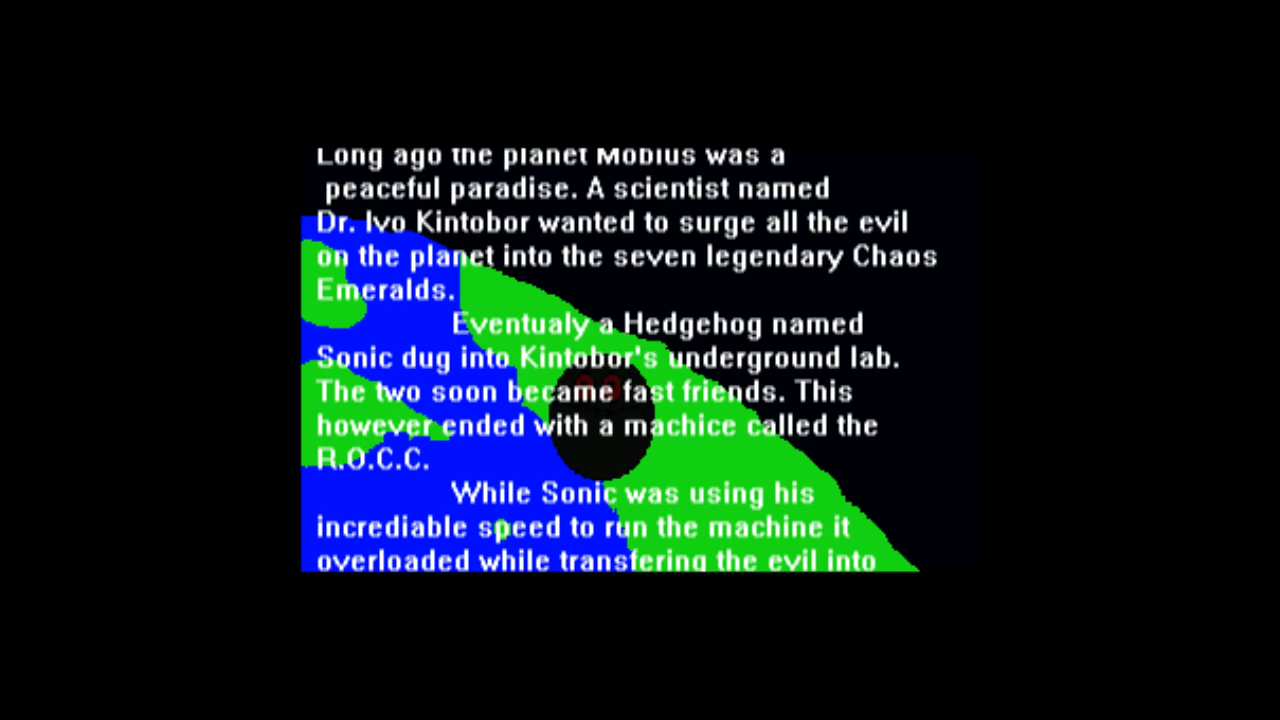 Long ago the planet Mobius was a
peaceful paradise. A scientist named
Dr. Ivo Kintobor wanted to surge all the evil
on the planet into the seven legendary Chaos
Emeralds.
Eventualy a Hedgehog named
Sonic dug into Kintobor's underground lab.
The two soon became fast friends. This
however ended with a machice called the
R.O.C.C.
While Sonic was using his
incrediable speed to run the machine it
overloaded while transfering the evil into